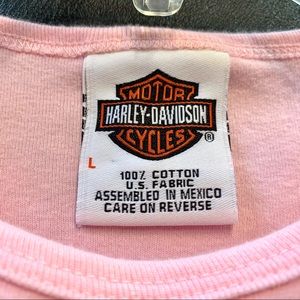 MOTOR
HARLEY-DAVIDSON
CYCLES
®
L
100% COTTON
U.S. FABRIC
ASSEMBLED IN MEXICO
CARE ON REVERSE